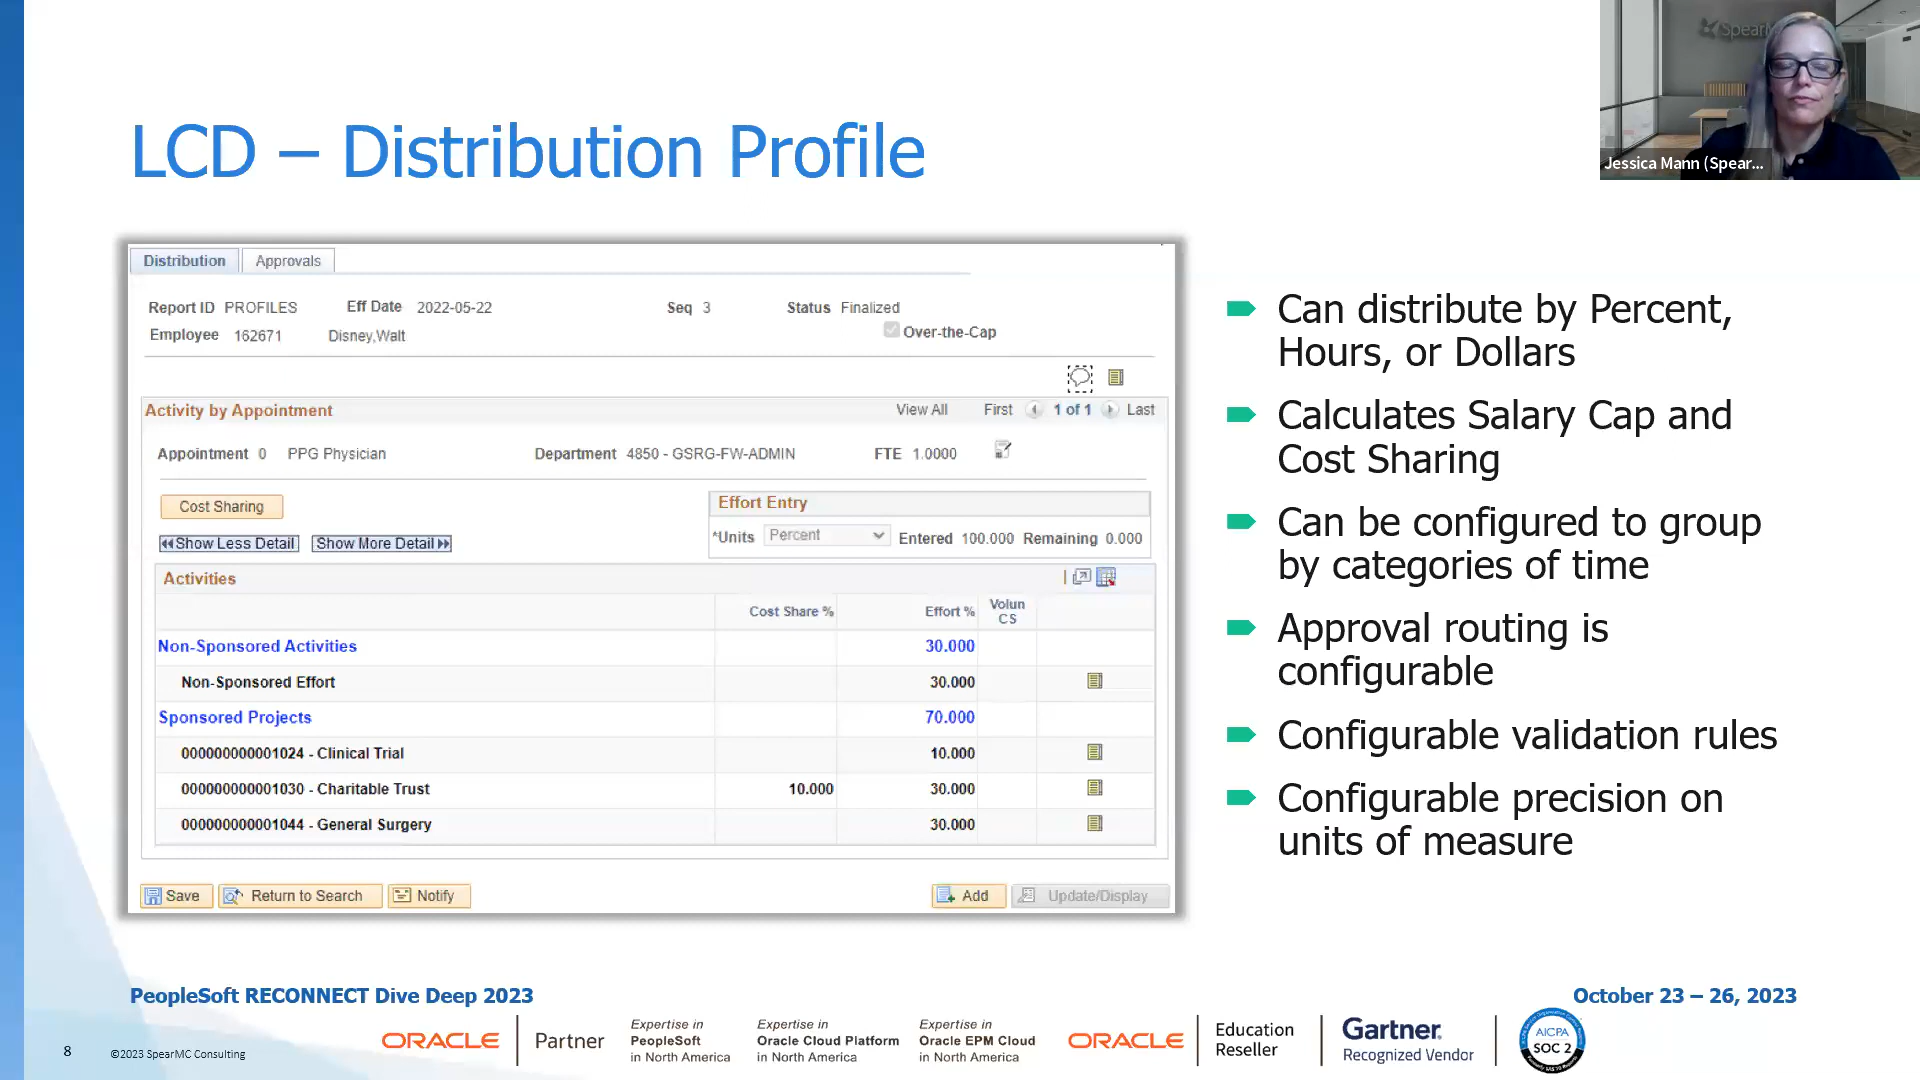 LCD – Distribution Profile
Jessica Mann (Spear...
Distribution
Approvals
Report ID PROFILES Eff Date 2022-05-22 Seq 3 Status Finalized
Over-the-Cap
Employee 162671 Disney,Walt
Activity by Appointment View All First 1 of 1 Last
Appointment 0 PPG Physician Department 4850 - GSRG-FW-ADMIN FTE 1.0000
Cost Sharing
Effort Entry
*Units Percent Entered 100.000 Remaining 0.000
Show Less Detail Show More Detail
Activities
Cost Share % Effort % Volun
CS
Non-Sponsored Activities 30.000
Non-Sponsored Effort 30.000
Sponsored Projects 70.000
000000000001024 - Clinical Trial 10.000
000000000001030 - Charitable Trust 10.000 30.000
000000000001044 - General Surgery 30.000
Save Return to Search Notify Add Update/Display
Can distribute by Percent,
Hours, or Dollars
Calculates Salary Cap and
Cost Sharing
Can be configured to group
by categories of time
Approval routing is
configurable
Configurable validation rules
Configurable precision on
units of measure
PeopleSoft RECONNECT Dive Deep 2023
October 23 – 26, 2023
8
©2023 SpearMC Consulting
ORACLE Partner
Expertise in
PeopleSoft
in North America
Expertise in
Oracle Cloud Platform
in North America
Expertise in
Oracle EPM Cloud
in North America
ORACLE
Education
Reseller
Gartner
Recognized Vendor
AICPA
SOC 2